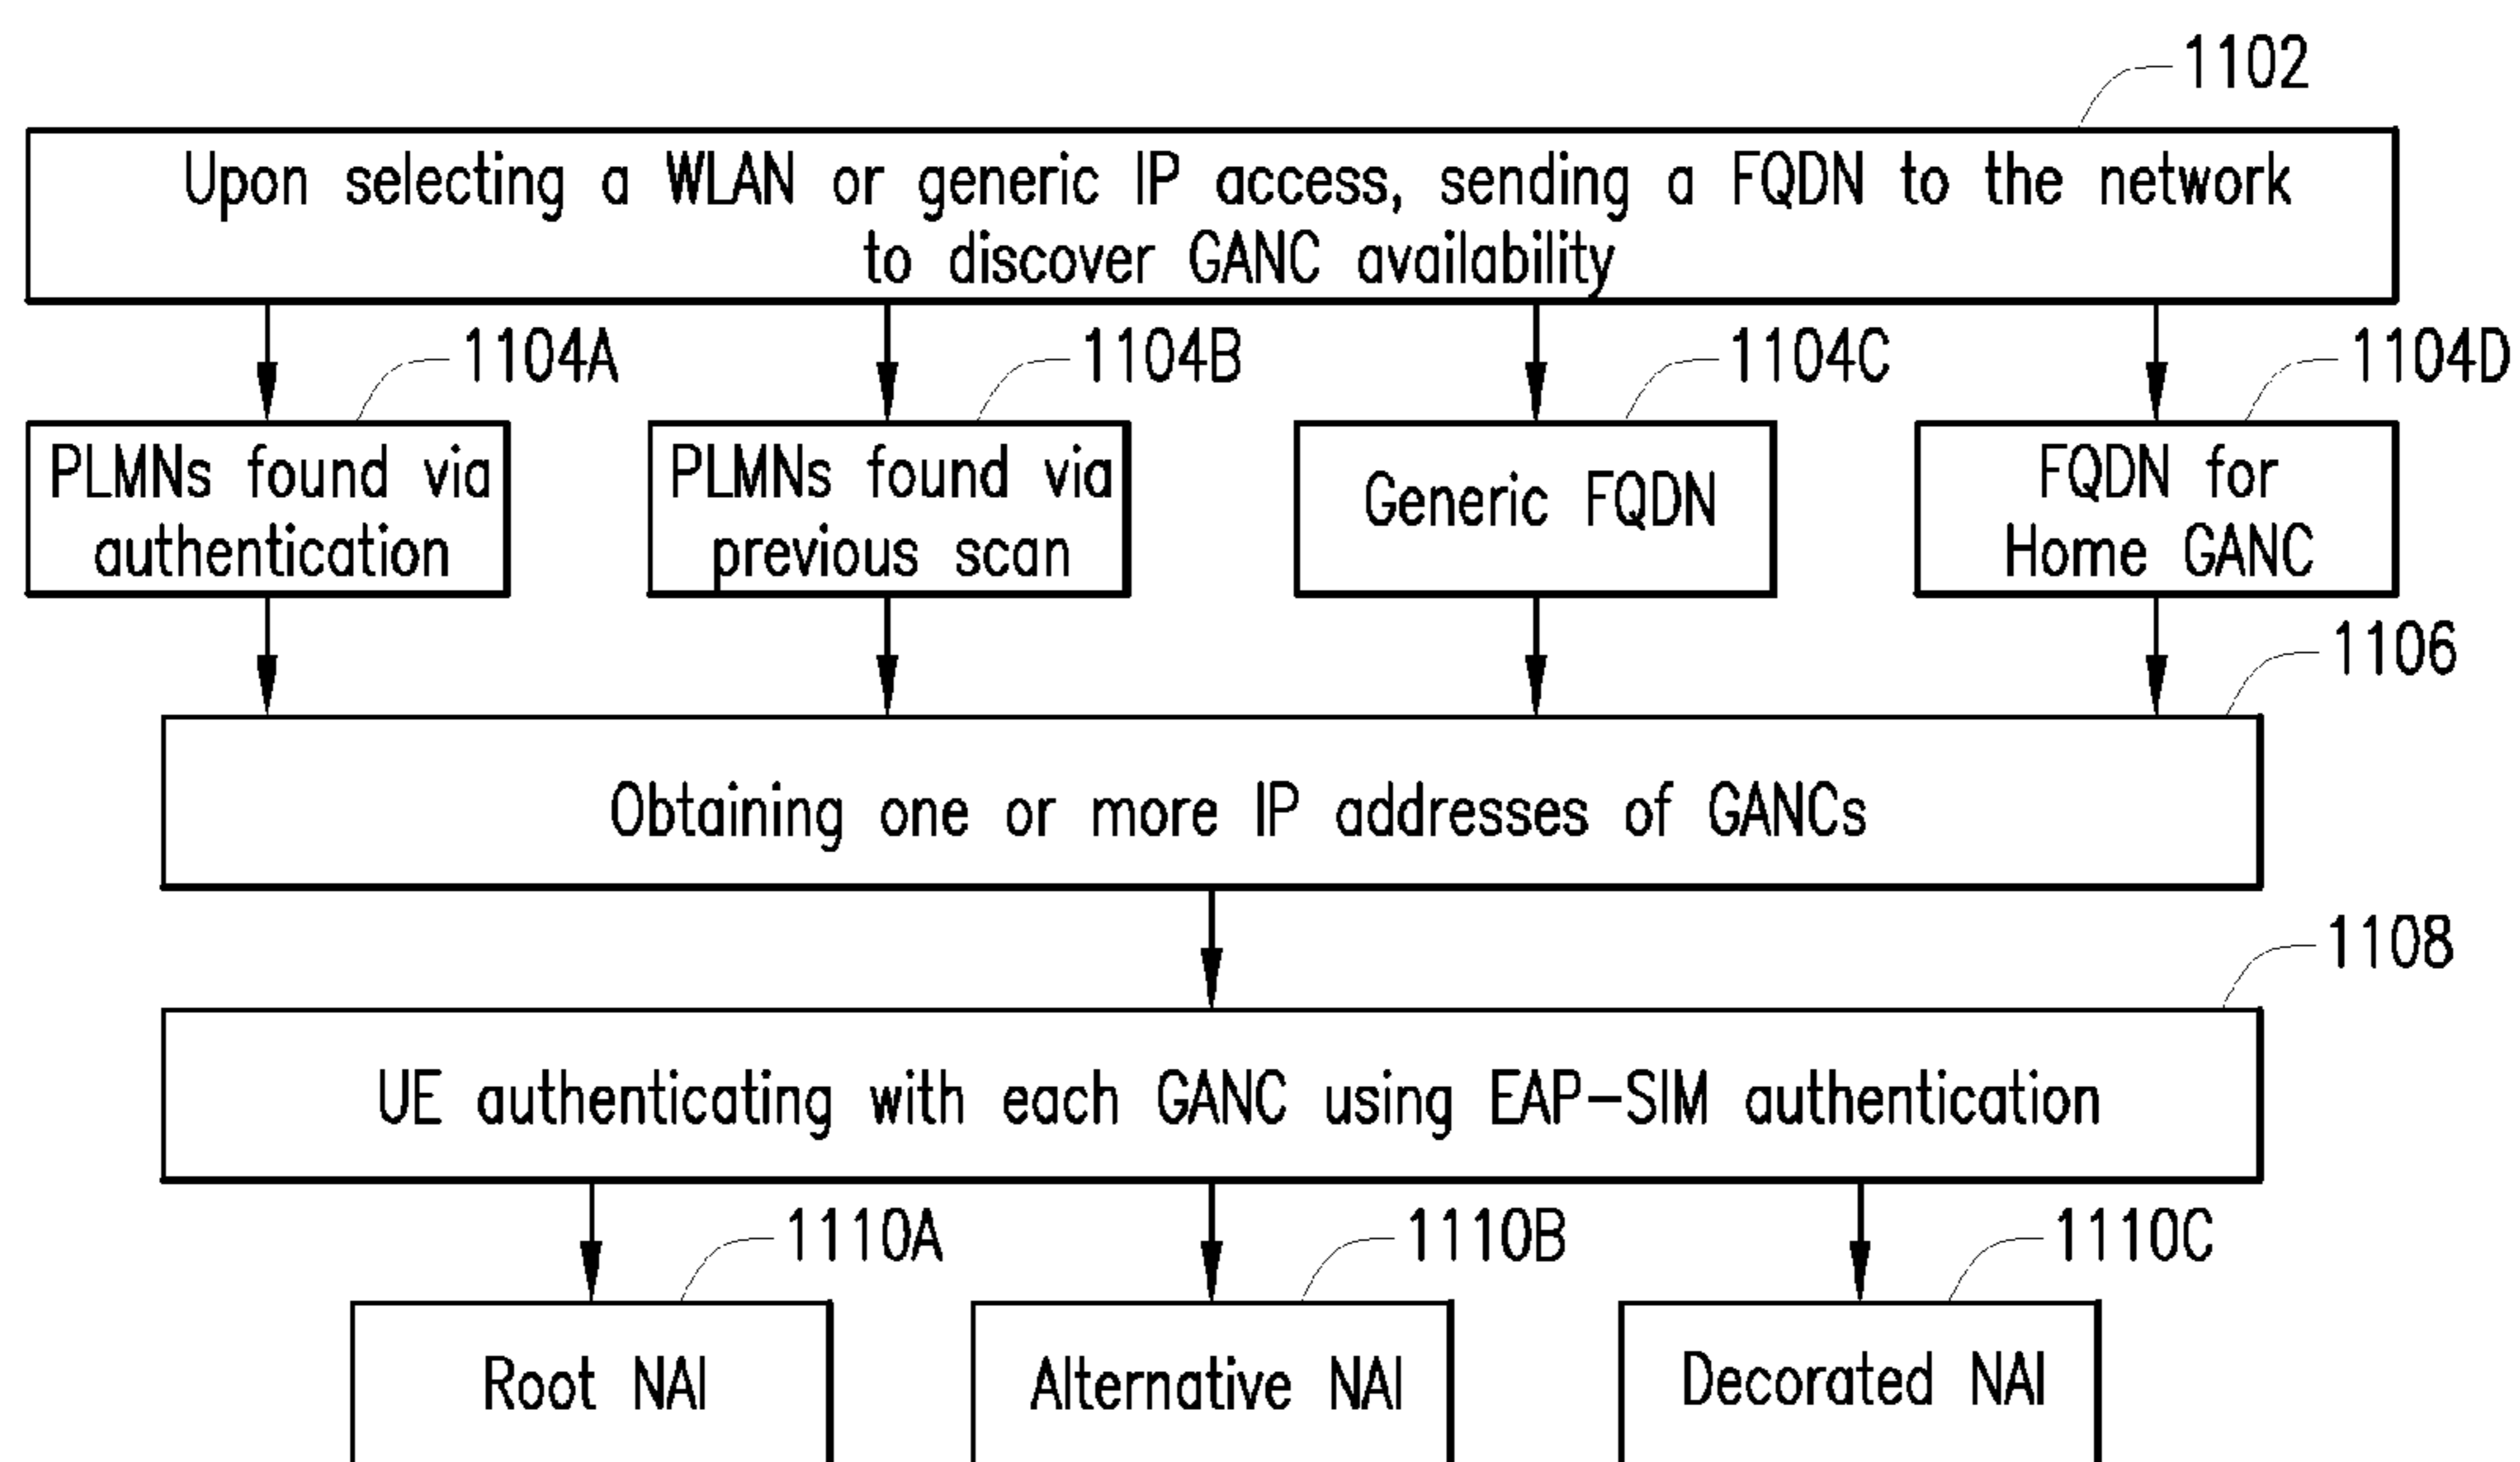 1102
Upon selecting a WLAN or generic IP access, sending a FQDN to the network
to discover GANC availability
1104A
1104B
1104C
1104D
PLMNs found via
authentication
PLMNs found via
previous scan
Generic FQDN
FQDN for
Home GANC
1106
Obtaining one or more IP addresses of GANCs
1108
UE authenticating with each GANC using EAP-SIM authentication
1110A
1110B
1110C
Root NAI
Alternative NAI
Decorated NAI